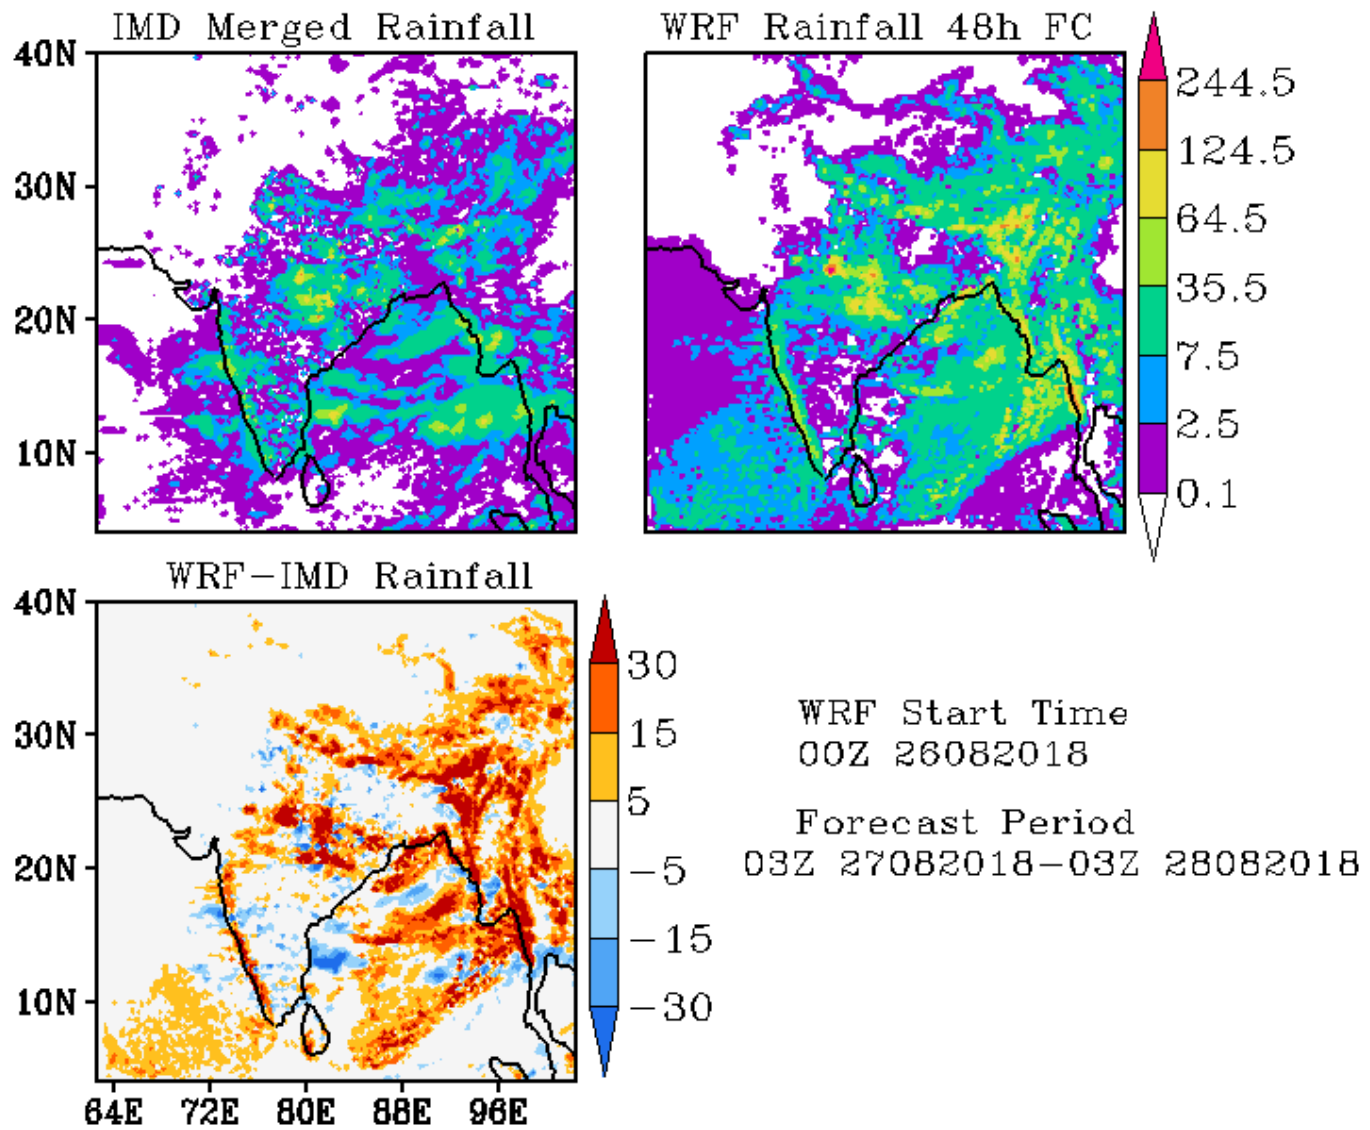 IMD Merged Rainfall
WRF Rainfall 48h FC
40N
30N
20N
10N
244.5
124.5
64.5
35.5
7.5
2.5
0.1
WRF-IMD Rainfall
40N
30N
20N
10N
64E 72E 80E 88E 96E
30
15
5
-5
-15
-30
WRF Start Time
00Z 26082018
Forecast Period
03Z 27082018-03Z 28082018